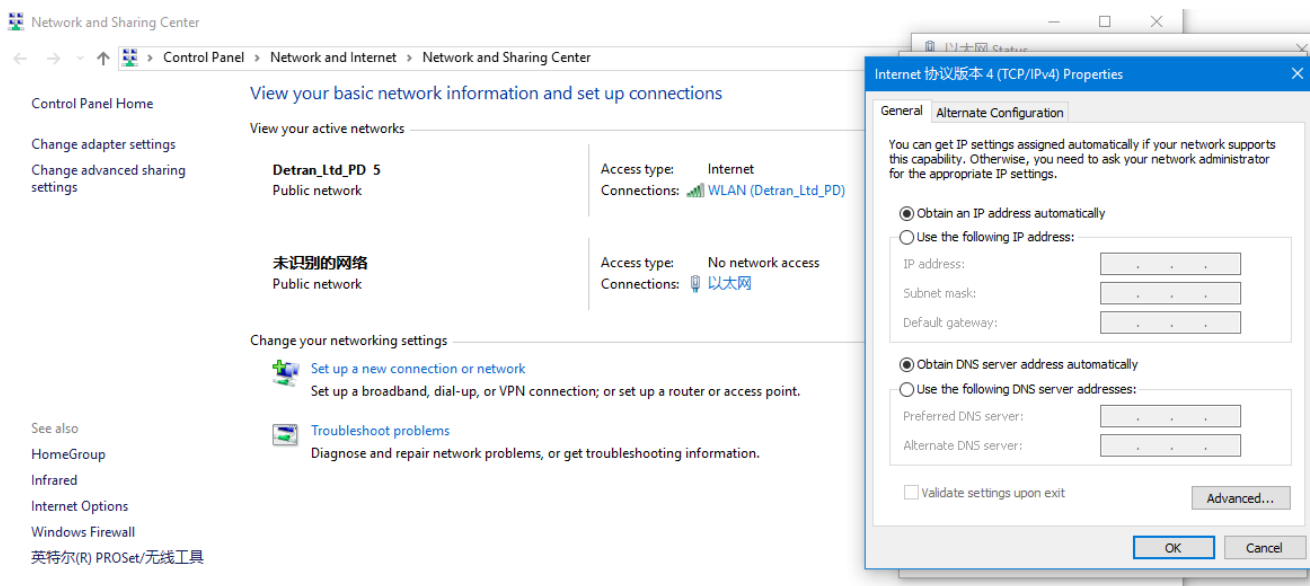 Network and Sharing Center
Control Panel > Network and Internet > Network and Sharing Center
Control Panel Home
Change adapter settings
Change advanced sharing
settings
See also
HomeGroup
Infrared
Internet Options
Windows Firewall
英特尔(R) PROSet/无线工具
View your basic network information and set up connections
View your active networks
Detran_Ltd_PD 5
Public network
Access type: Internet
Connections: WLAN (Detran_Ltd_PD)
未识别的网络
Public network
Access type: No network access
Connections: 以太网
Change your networking settings
Set up a new connection or network
Set up a broadband, dial-up, or VPN connection; or set up a router or access point.
Troubleshoot problems
Diagnose and repair network problems, or get troubleshooting information.
以太网 Status
Internet 协议版本 4 (TCP/IPv4) Properties
General
Alternate Configuration
You can get IP settings assigned automatically if your network supports
this capability. Otherwise, you need to ask your network administrator
for the appropriate IP settings.
Obtain an IP address automatically
Use the following IP address:
IP address:
Subnet mask:
Default gateway:
Obtain DNS server address automatically
Use the following DNS server addresses:
Preferred DNS server:
Alternate DNS server:
Validate settings upon exit
Advanced...
OK
Cancel